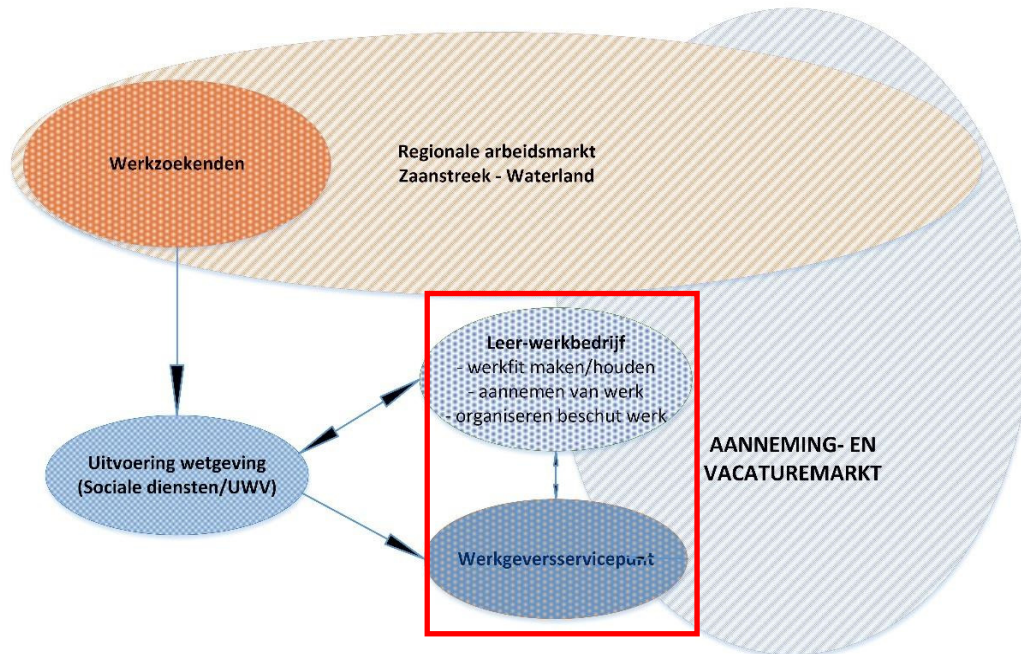 Werkzoekenden
Regionale arbeidsmarkt
Zaanstreek - Waterland
Leer-werkbedrijf
- werkfit maken/houden
- aannemen van werk
- organiseren beschut werk
Uitvoering wetgeving
(Sociale diensten/UWV)
AANNEMING- EN
VACATUREMARKT
Werkgeversservicepunt